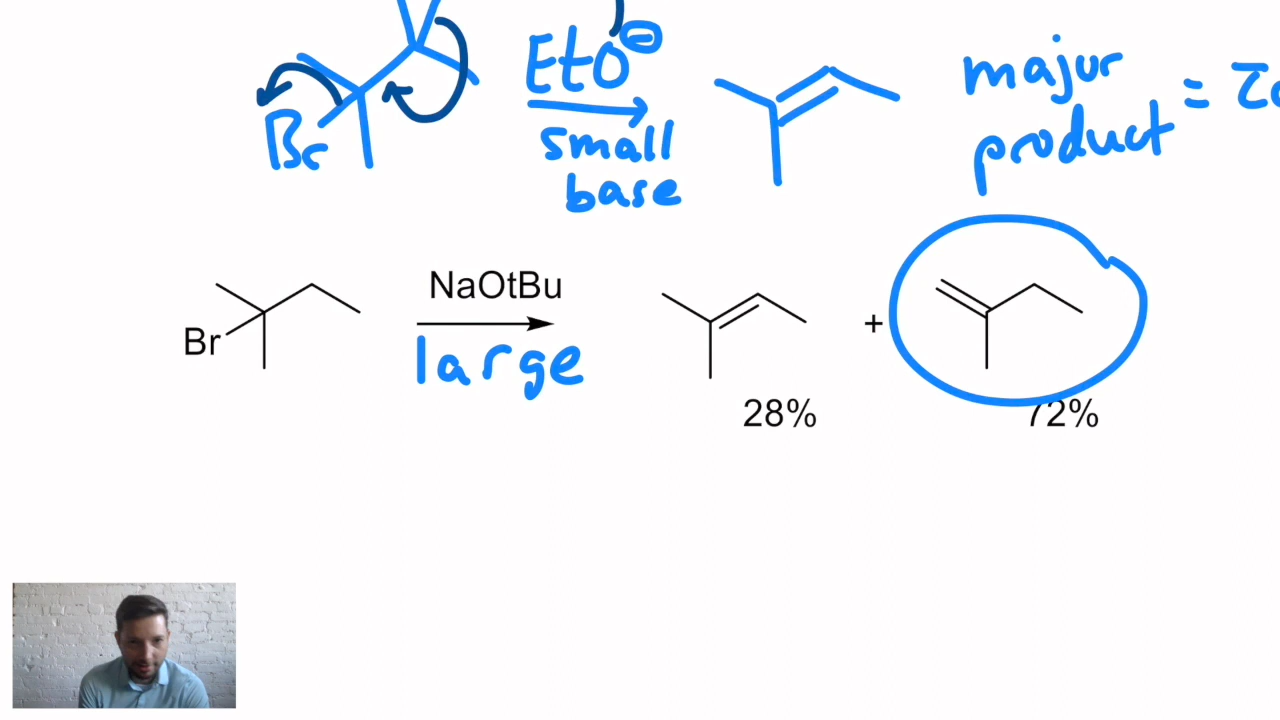 EtO⊖
Br
small
base
major
product =
NaOtBu
Br
large
+
28%
72%